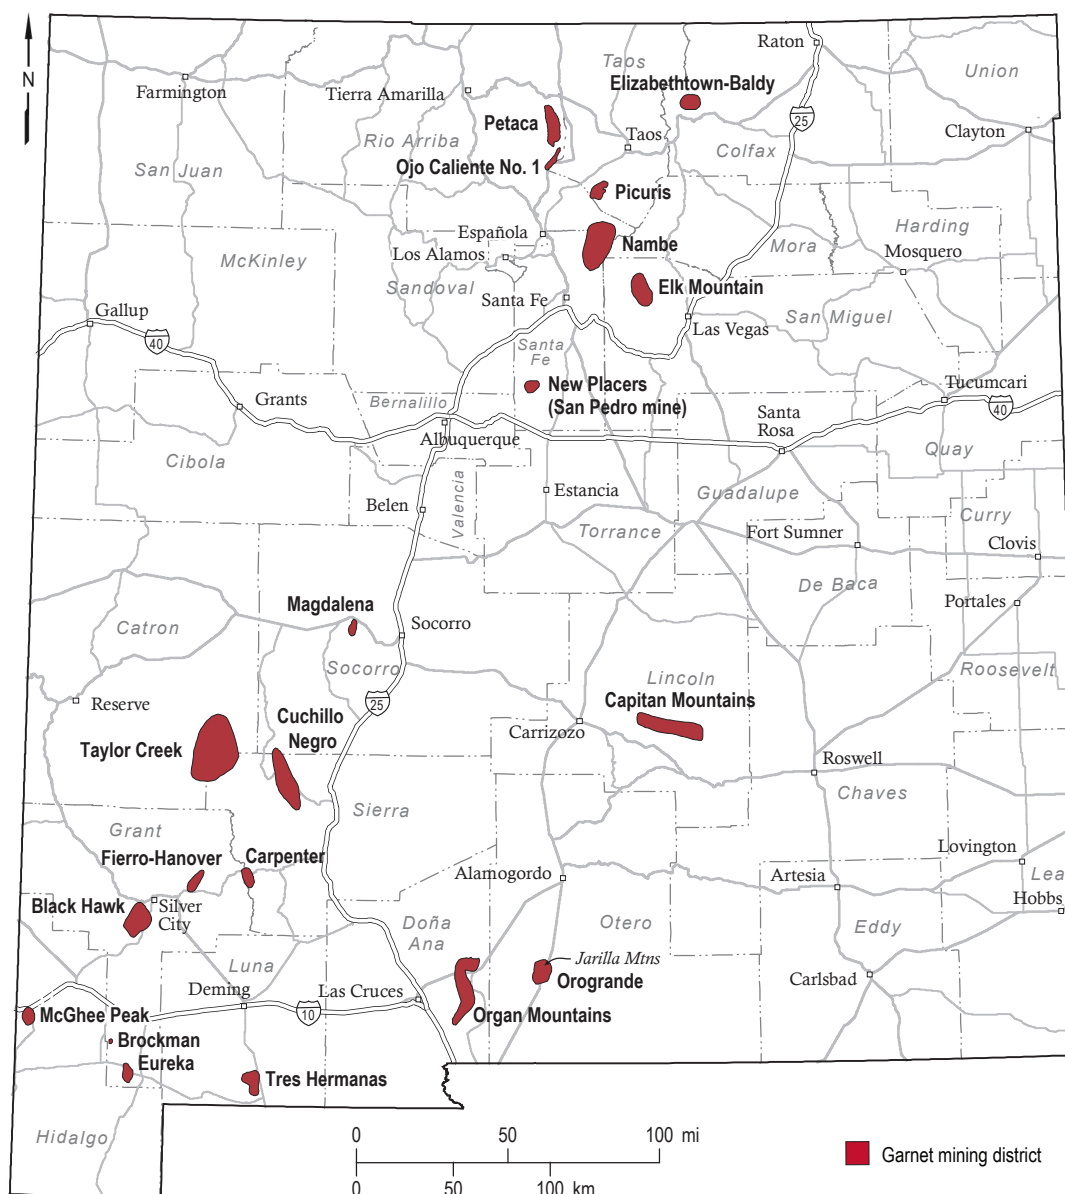 N
Raton
Taos
Union
Elizabethtown-Baldy
Farmington
Tierra Amarilla
Petaca
25
Clayton
Rio Arriba
Taos
Colfax
San Juan
Ojo Caliente No. 1
Picuris
Española
Nambe
Harding
Mora
Mosquero
McKinley
Los Alamos
Sandoval
Santa Fe
Elk Mountain
Gallup
San Miguel
Las Vegas
40
Santa
Fe
New Placers
(San Pedro mine)
Tucumcari
40
Grants
Bernalillo
Santa
Rosa
Albuquerque
Quay
Cibola
Valencia
Estancia
Guadalupe
Belen
Torrance
Curry
Fort Sumner
Clovis
De Baca
Magdalena
Portales
Catron
Socorro
Socorro
Lincoln
Roosevelt
Reserve
25
Capitan Mountains
Cuchillo
Negro
Carrizozo
Taylor Creek
Roswell
Sierra
Chaves
Grant
Fierro-Hanover
Carpenter
Lovington
Alamogordo
Artesia
Lea
Black Hawk
Silver
City
Hobbs
Doña
Ana
Otero
Eddy
Luna
Jarilla Mtns
Deming
Las Cruces
Orogrande
Carlsbad
McGhee Peak
10
Organ Mountains
Brockman
Eureka
Tres Hermanas
Hidalgo
0 50 100 mi
Garnet mining district
0 50 100 km